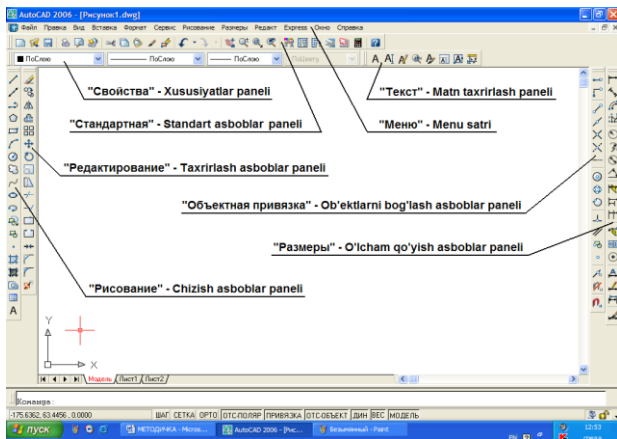 AutoCAD 2006 - [Рисунок1.dwg]
Файл Правка Вид Вставка Формат Сервис Рисование Размеры Редакт Express Окно Справка
ПоСлою ПоСлою ПоСлою ПоЦвету
"Свойства" - Xususiyatlar paneli
"Текст" - Matn taxrirlash paneli
"Стандартная" - Standart asboblar paneli
"Меню" - Menu satri
"Редактирование" - Taxrirlash asboblar paneli
"Объектная привязка" - Ob'ektlarni bog'lash asboblar paneli
"Размеры" - O'lcham qo'yish asboblar paneli
"Рисование" - Chizish asboblar paneli
A
Y
X
Модель Лист1 Лист2
Команда:
-175.6362, 63.4456, 0.0000 ШАГ СЕТКА ОРТО ОТС-ПОЛЯР ПРИВЯЗКА ОТС-ОБЪЕКТ ДИН ВЕС МОДЕЛЬ
пуск МЕТОДИЧКА - Micros... AutoCAD 2006 - [Рис... Безымянный - Paint 12:53
EN